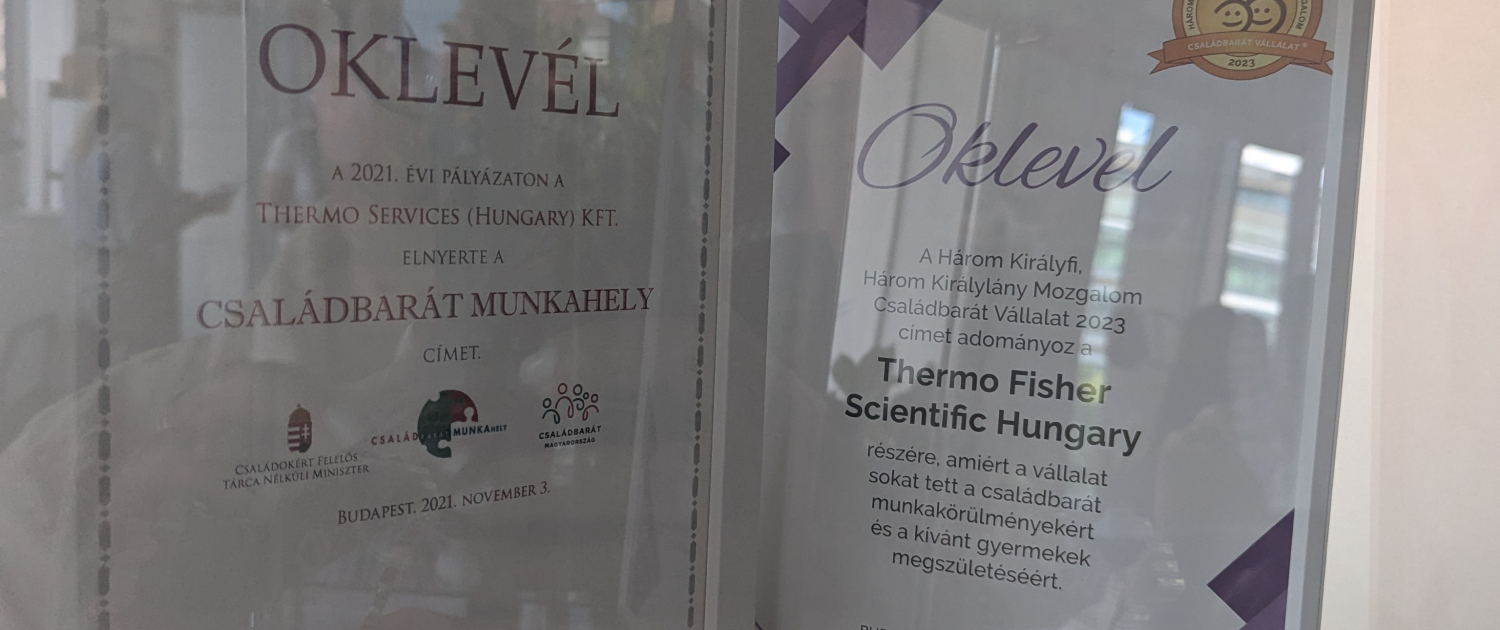 OKLEVÉL
A 2021. ÉVI PÁLYÁZATON A
THERMO SERVICES (HUNGARY) KFT.
ELNYERTE A
CSALÁDBARÁT MUNKAHELY
CÍMET.
CSALÁDBARÁT MUNKAHELY
CSALÁDBARÁT
MAGYARORSZÁG
CSALÁDOKÉRT FELELŐS
TÁRCA NÉLKÜLI MINISZTER
BUDAPEST, 2021. NOVEMBER 3.
HÁROM
CSALÁDBARÁT VÁLLALAT®
2023
Oklevél
A Három Királyfi,
Három Királylány Mozgalom
Családbarát Vállalat 2023
címet adományoz a
Thermo Fisher
Scientific Hungary
részére, amiért a vállalat
sokat tett a családbarát
munkakörülményekért
és a kívánt gyermekek
megszületéséért.